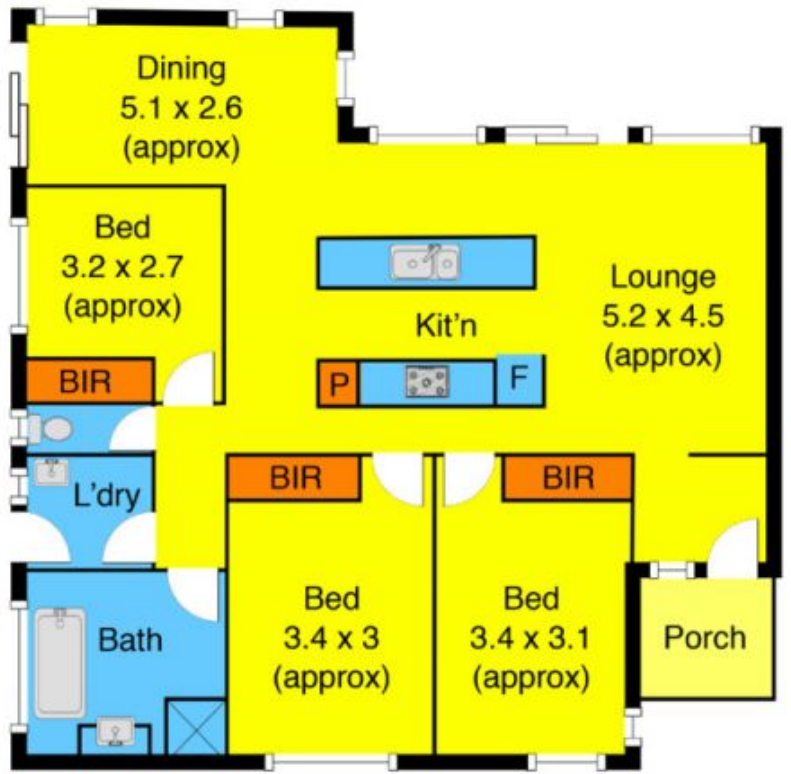 Dining
5.1 x 2.6
(approx)
Bed
3.2 x 2.7
(approx)
Lounge
5.2 x 4.5
(approx)
Kit'n
BIR
P
F
L'dry
BIR
BIR
Bath
Bed
3.4 x 3
(approx)
Bed
3.4 x 3.1
(approx)
Porch